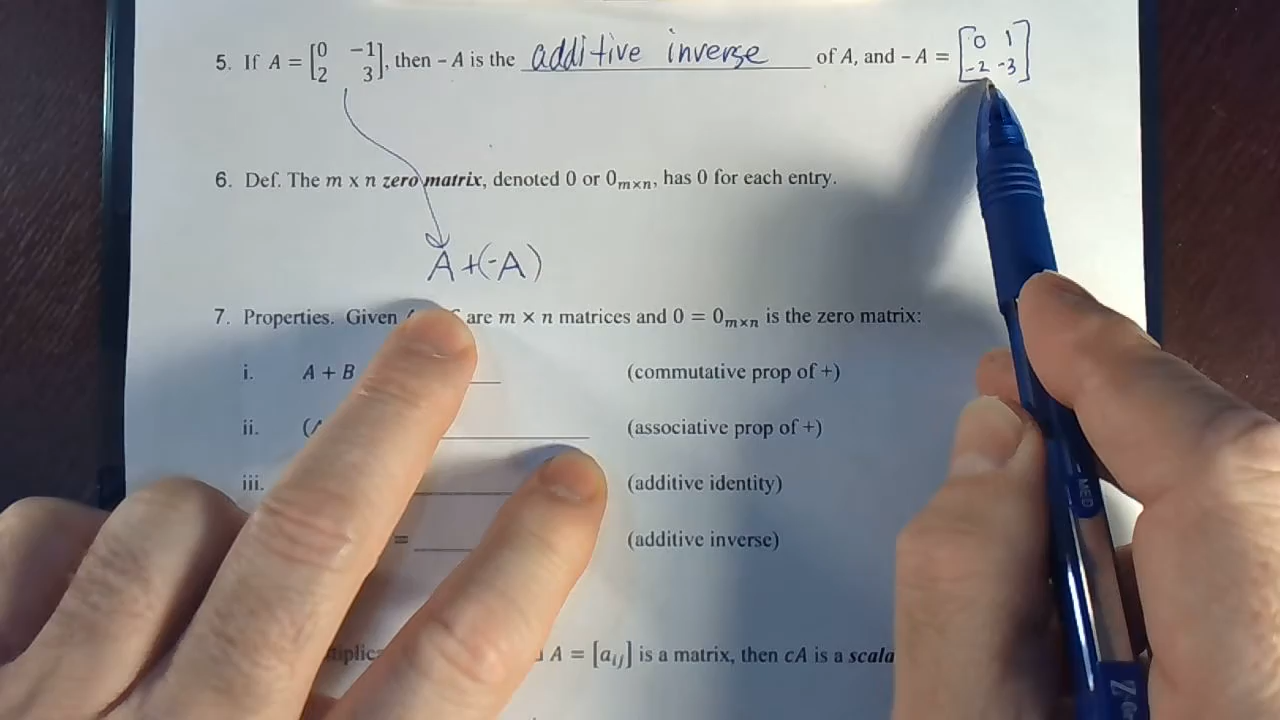 5. If A = [0 -1 2 3], then - A is the additive inverse of A, and - A = [0 1 -2 -3]
6. Def. The m x n zero matrix, denoted 0 or 0m×n, has 0 for each entry.
A +(-A)
7. Properties. Given are m × n matrices and 0 = 0m×n is the zero matrix:
i. A + B (commutative prop of +)
ii. (associative prop of +)
iii. (additive identity)
= (additive inverse)
A = [aij] is a matrix, then cA is a
MED